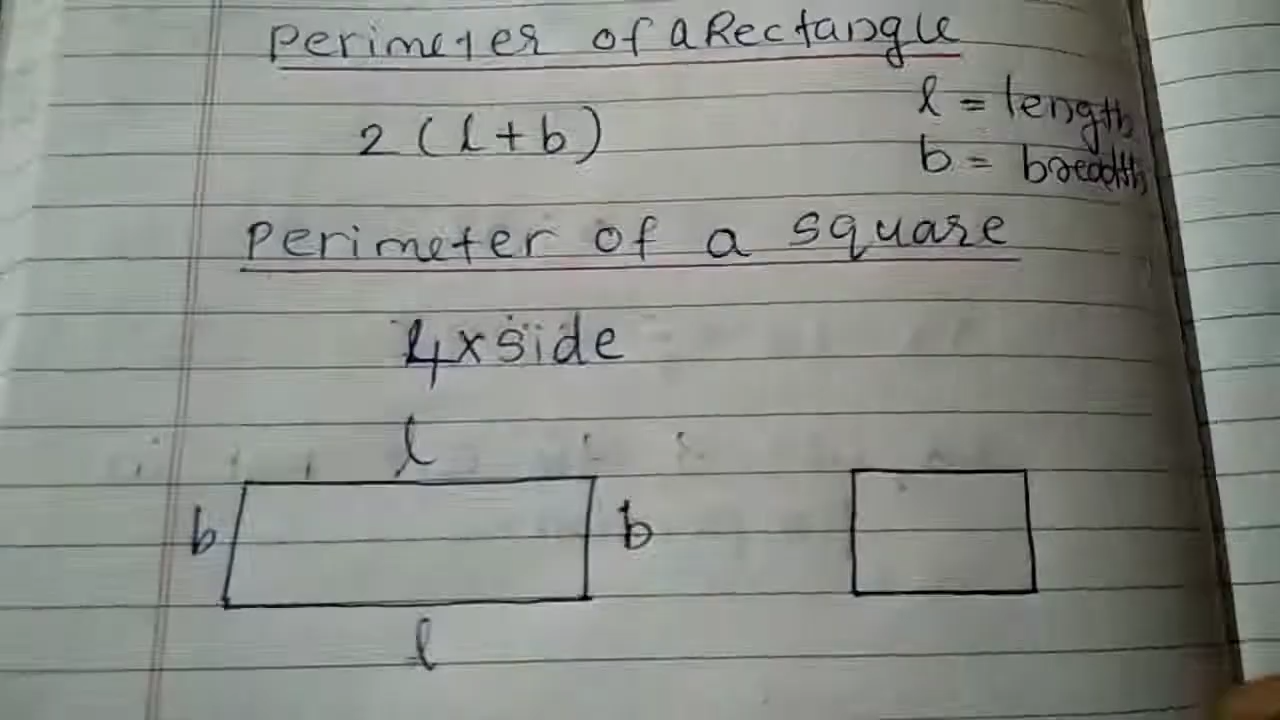 Perimeter of a Rectangle
2 (l + b)
l = length
b = breadth
Perimeter of a square
4 x side
l
b
b
l